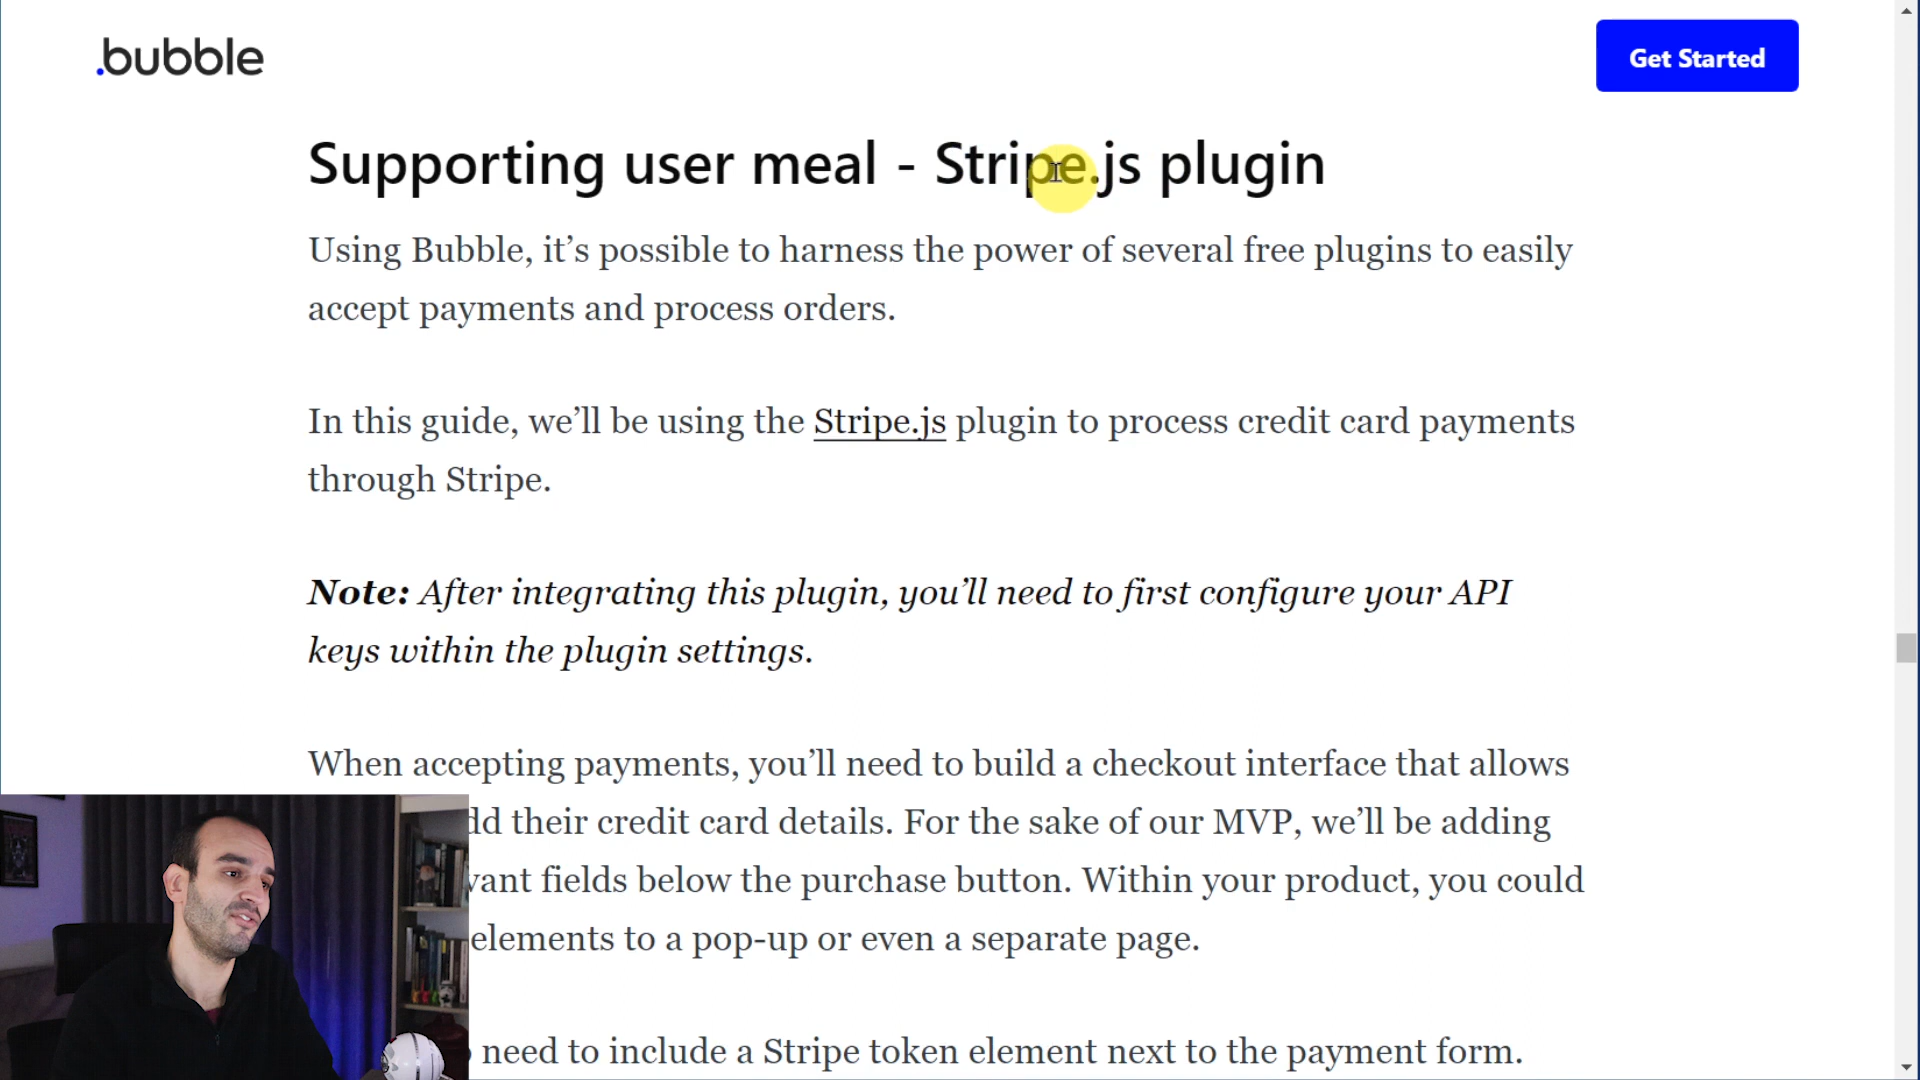 .bubble
Get Started
Supporting user meal - Stripe.js plugin
Using Bubble, it’s possible to harness the power of several free plugins to easily
accept payments and process orders.
In this guide, we’ll be using the Stripe.js plugin to process credit card payments
through Stripe.
Note: After integrating this plugin, you’ll need to first configure your API
keys within the plugin settings.
When accepting payments, you’ll need to build a checkout interface that allows
their credit card details. For the sake of our MVP, we’ll be adding
fields below the purchase button. Within your product, you could
elements to a pop-up or even a separate page.
need to include a Stripe token element next to the payment form.